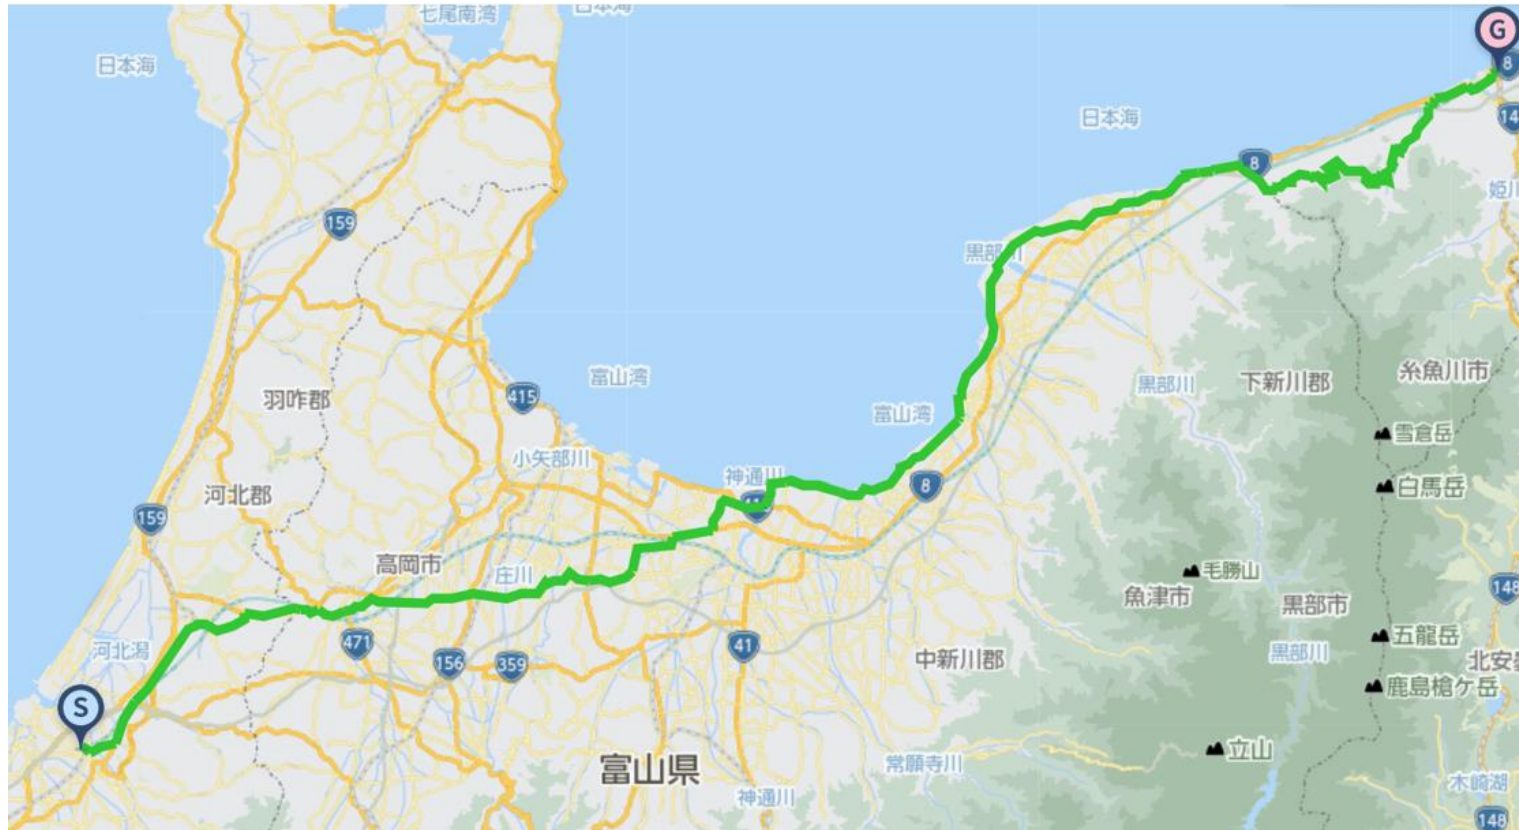 七尾南湾
日本海
G
8
日本海
14
日本海
8
159
姫川
黒部川
富山湾
415
羽咋郡
富山湾
黒部川
下新川郡
糸魚川市
雪倉岳
小矢部川
神通川
8
白馬岳
河北郡
159
高岡市
庄川
毛勝山
魚津市
黒部市
148
河北潟
471
156
359
41
中新川郡
黒部川
五龍岳
北安曇
鹿島槍ケ岳
S
立山
富山県
常願寺川
神通川
木崎湖
148